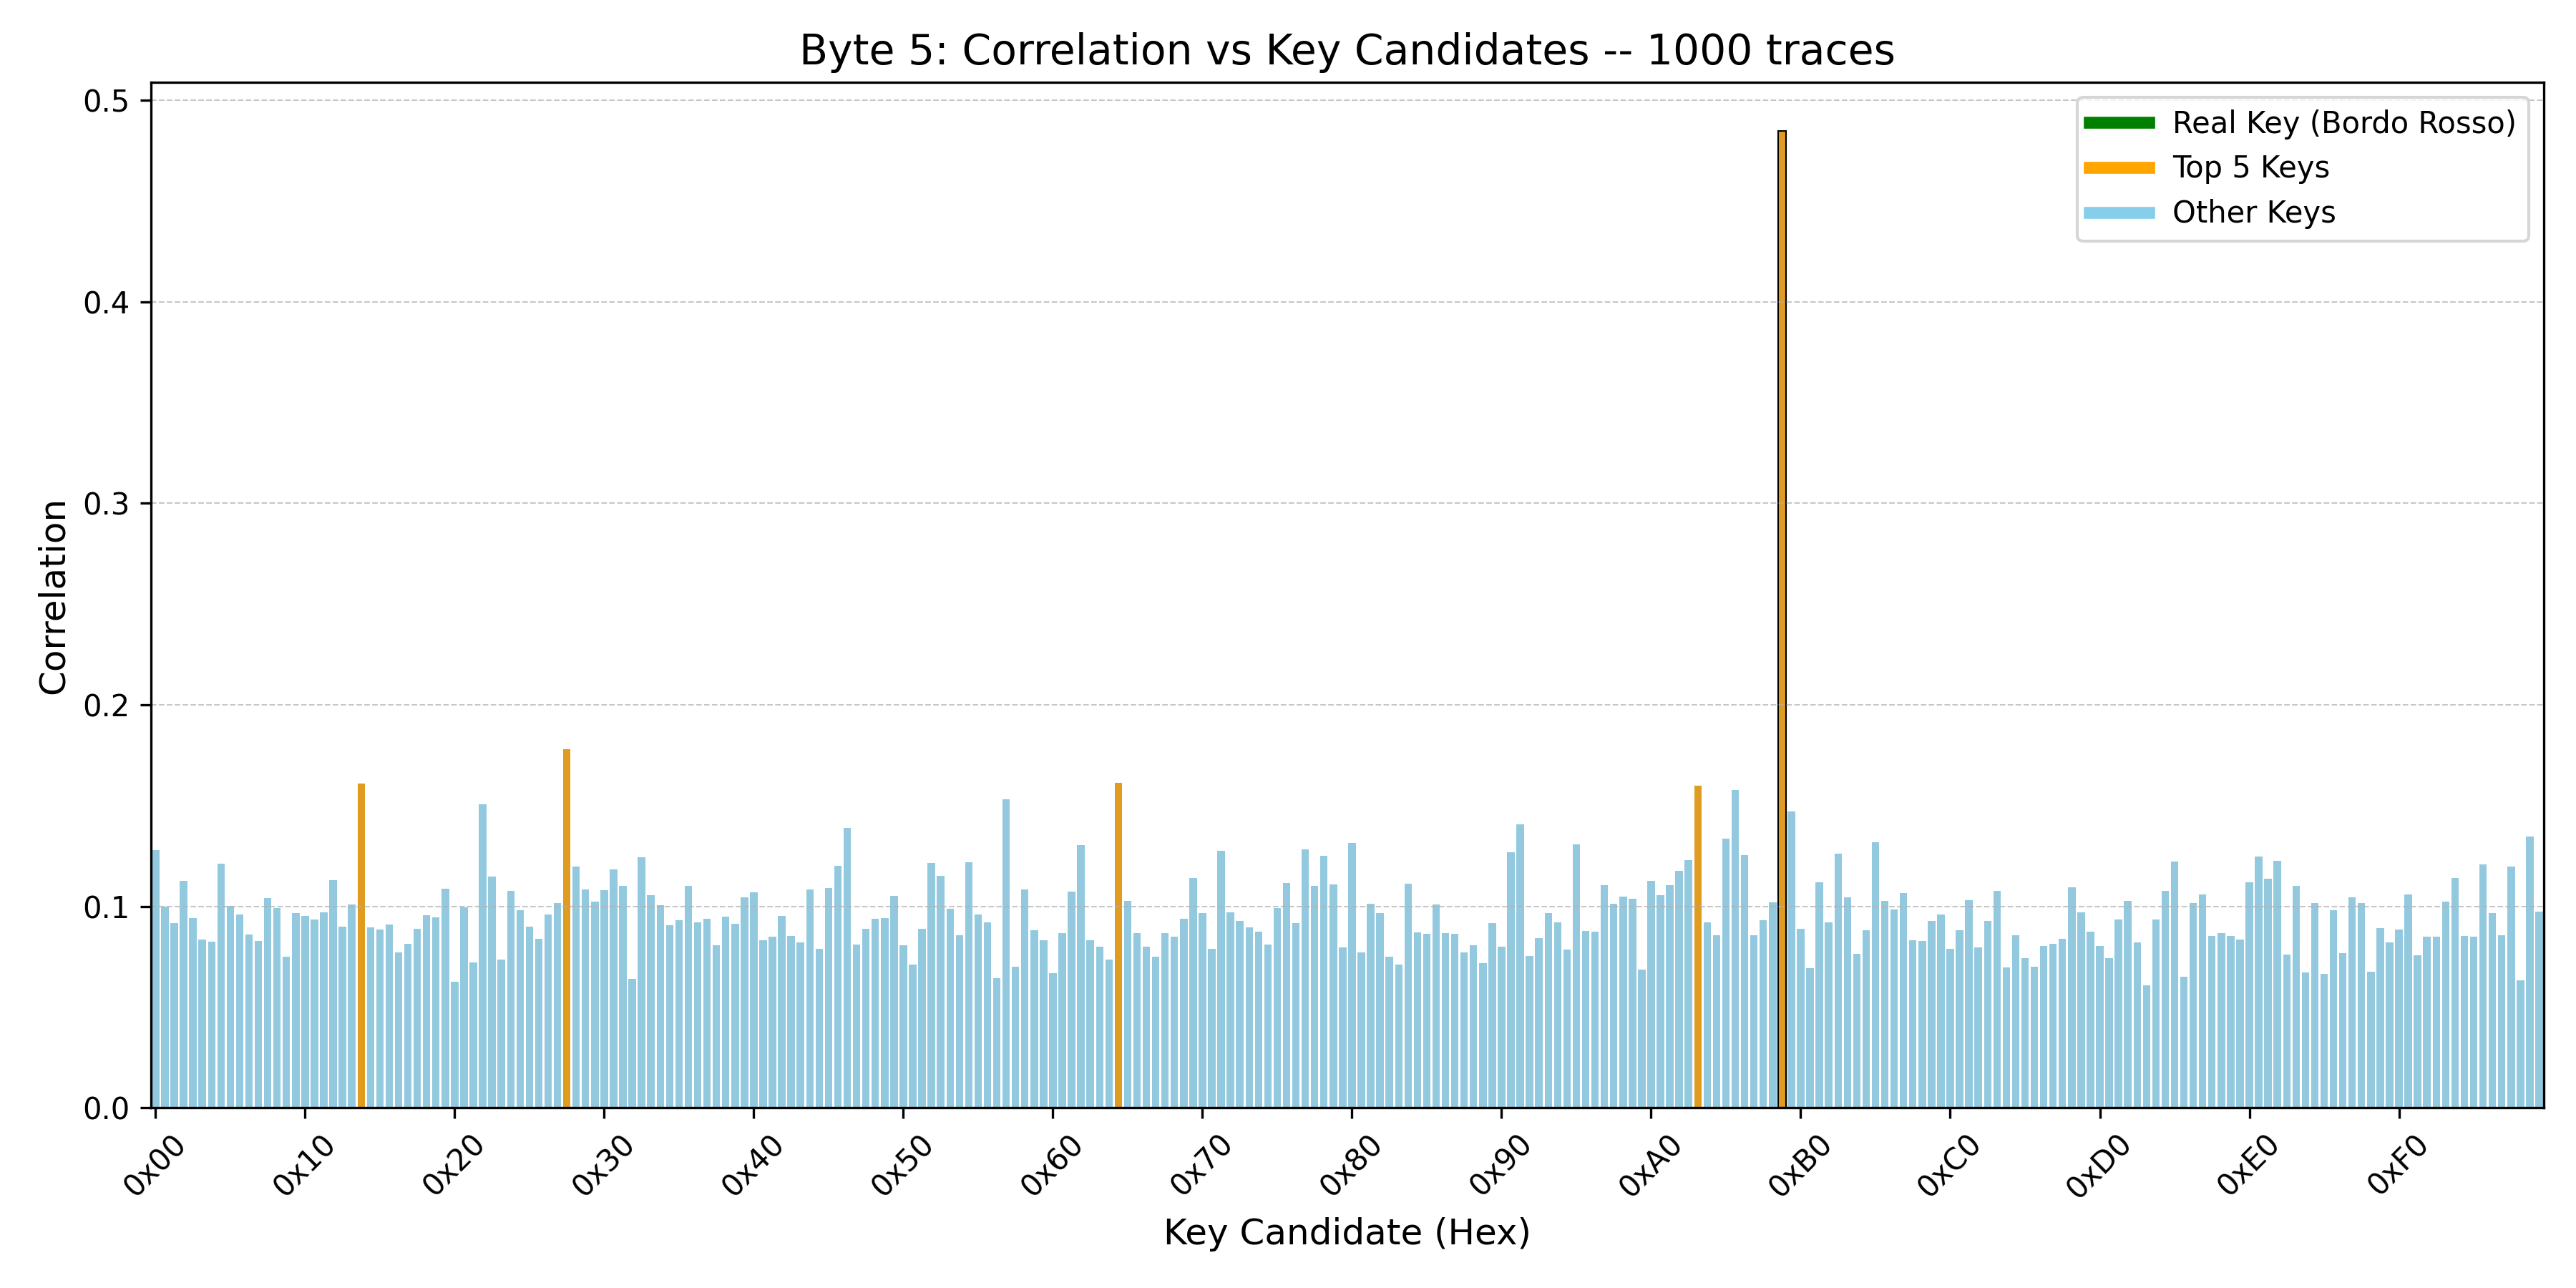 Byte 5: Correlation vs Key Candidates -- 1000 traces
Real Key (Bordo Rosso)
Top 5 Keys
Other Keys
Correlation
0.5
0.4
0.3
0.2
0.1
0.0
0x00
0x10
0x20
0x30
0x40
0x50
0x60
0x70
0x80
0x90
0xA0
0xB0
0xC0
0xD0
0xE0
0xF0
Key Candidate (Hex)